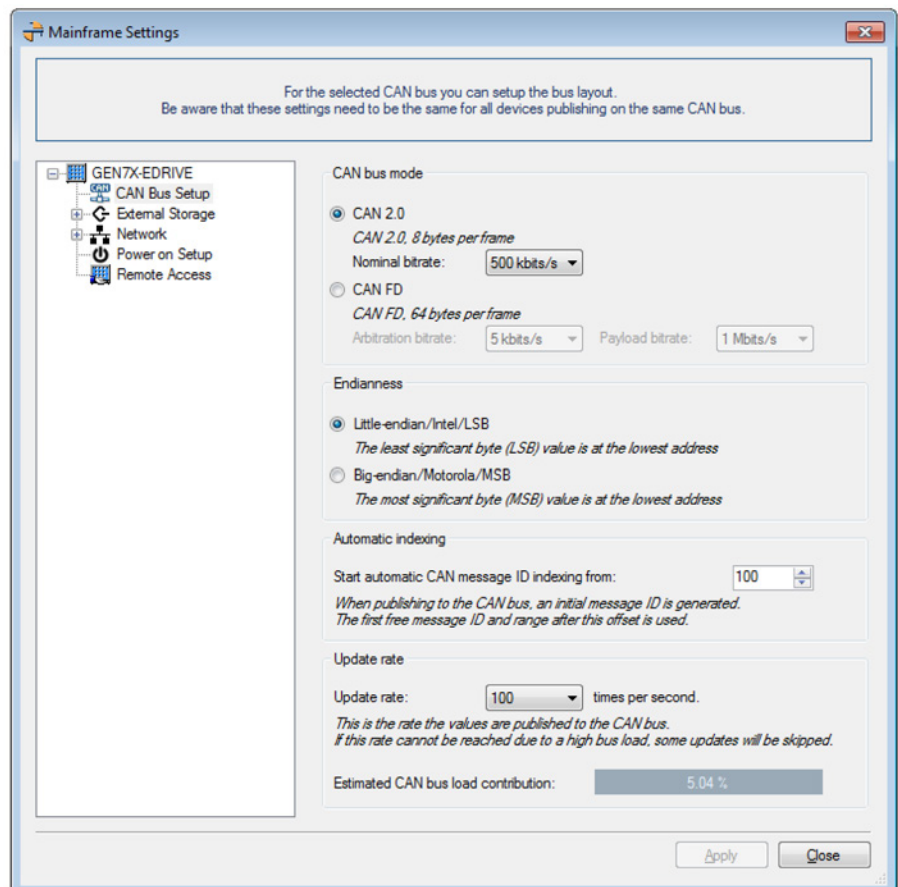 Mainframe Settings
For the selected CAN bus you can setup the bus layout.
Be aware that these settings need to be the same for all devices publishing on the same CAN bus.
GEN7X-EDRIVE
CAN Bus Setup
External Storage
Network
Power on Setup
Remote Access
CAN bus mode
CAN 2.0
CAN 2.0, 8 bytes per frame
Nominal bitrate: 500 kbits/s
CAN FD
CAN FD, 64 bytes per frame
Arbitration bitrate: 5 kbits/s Payload bitrate: 1 Mbits/s
Endianness
Little-endian/Intel/LSB
The least significant byte (LSB) value is at the lowest address
Big-endian/Motorola/MSB
The most significant byte (MSB) value is at the lowest address
Automatic indexing
Start automatic CAN message ID indexing from: 100
When publishing to the CAN bus, an initial message ID is generated.
The first free message ID and range after this offset is used.
Update rate
Update rate: 100 times per second.
This is the rate the values are published to the CAN bus.
If this rate cannot be reached due to a high bus load, some updates will be skipped.
Estimated CAN bus load contribution: 5.04 %
Apply Close